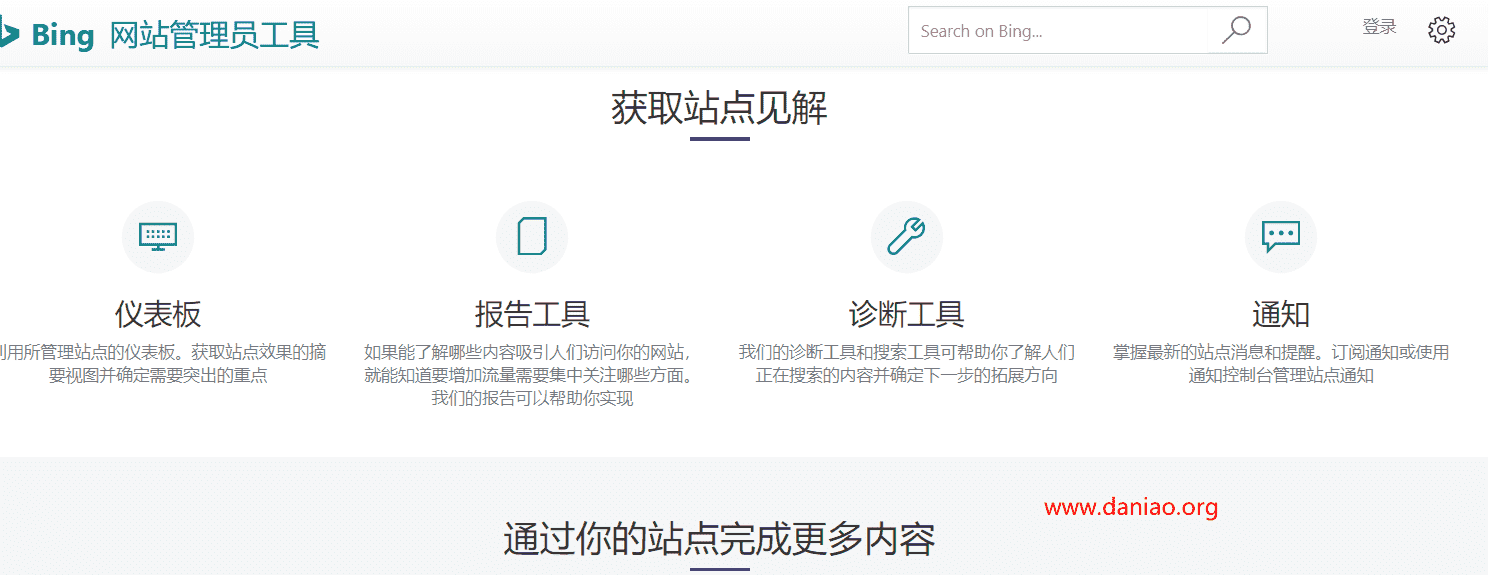 Bing 网站管理员工具
Search on Bing...
登录
获取站点见解
仪表板
用所管理站点的仪表板。获取站点效果的摘
要视图并确定需要突出的重点
报告工具
如果能了解哪些内容吸引人们访问你的网站，
就能知道要增加流量需要集中关注哪些方面。
我们的报告可以帮助你实现
诊断工具
我们的诊断工具和搜索工具可帮助你了解人们
正在搜索的内容并确定下一步的拓展方向
通知
掌握最新的站点消息和提醒。订阅通知或使用
通知控制台管理站点通知
www.daniao.org
通过你的站点完成更多内容